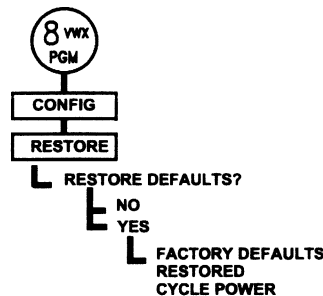 8 VWX
PGM
CONFIG
RESTORE
RESTORE DEFAULTS?
NO
YES
FACTORY DEFAULTS
RESTORED
CYCLE POWER